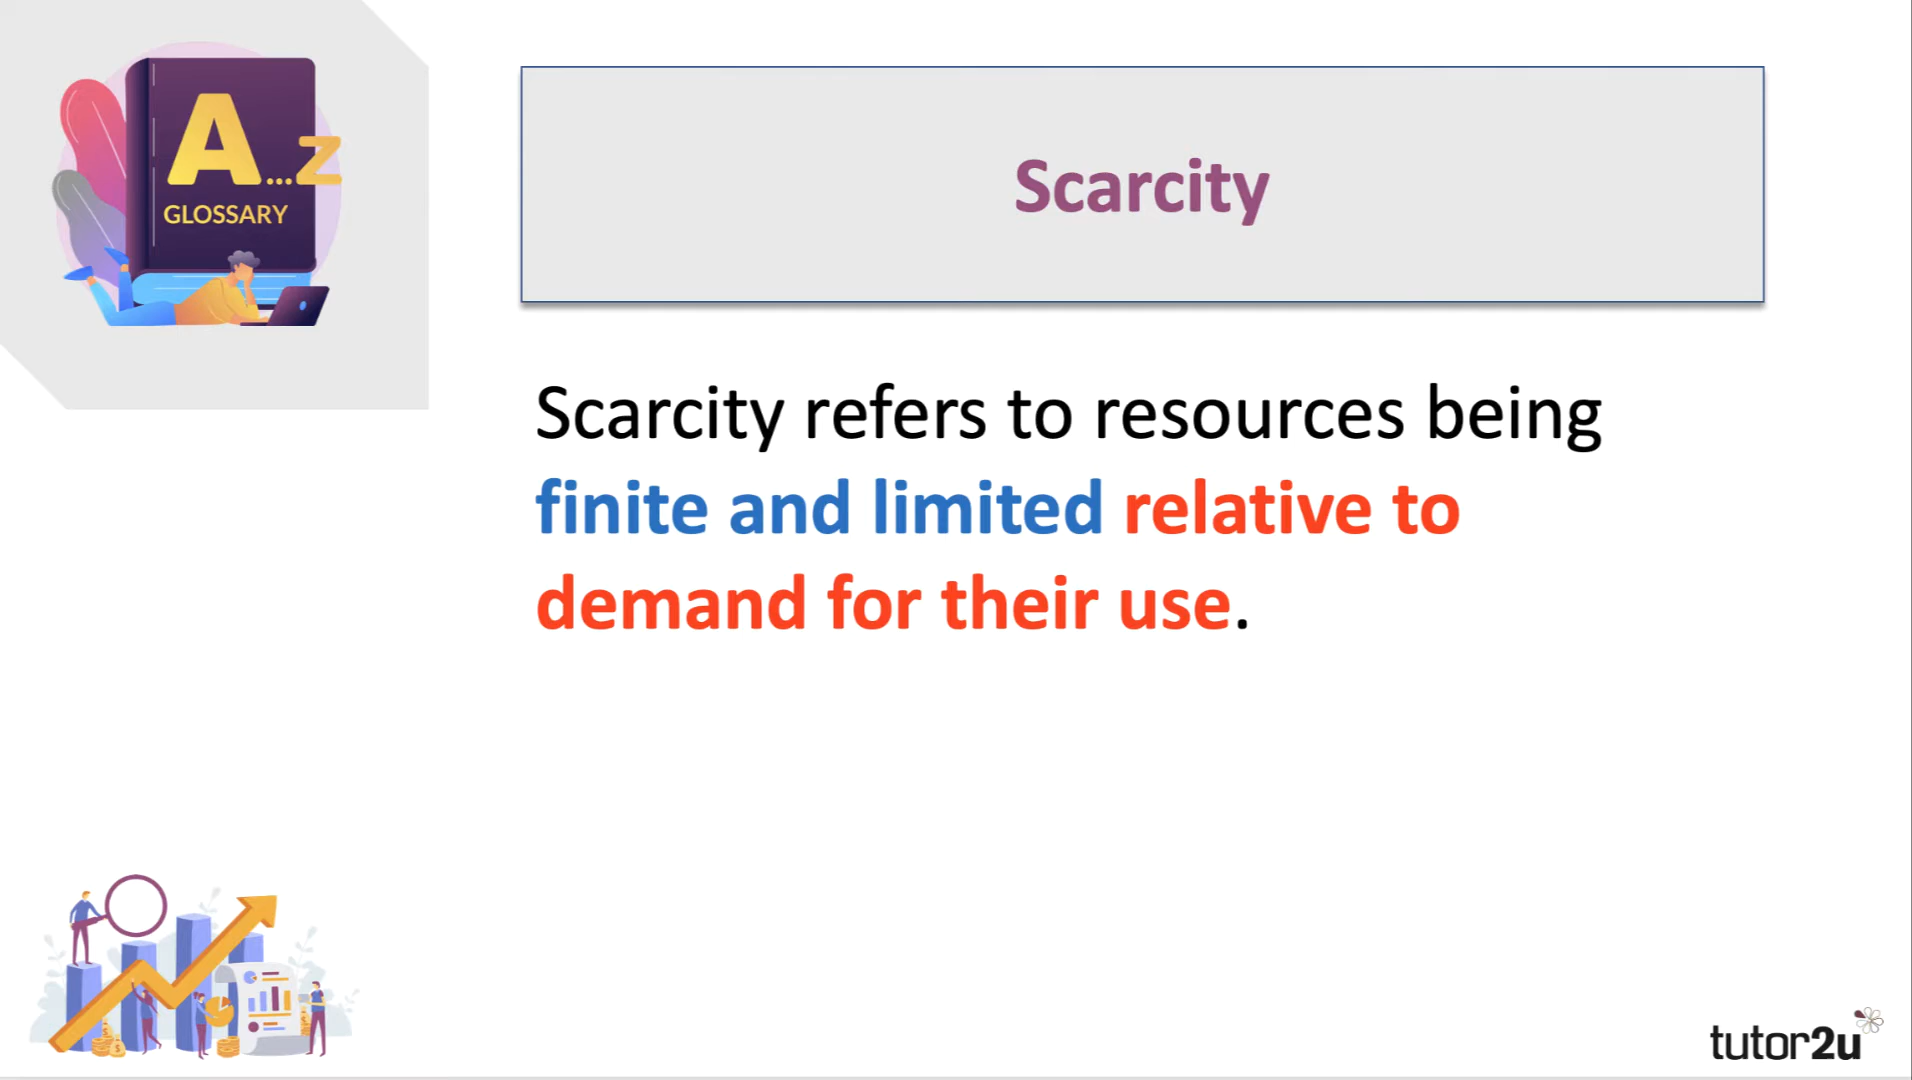 A...Z
GLOSSARY
Scarcity
Scarcity refers to resources being
finite and limited relative to
demand for their use.
tutor2u